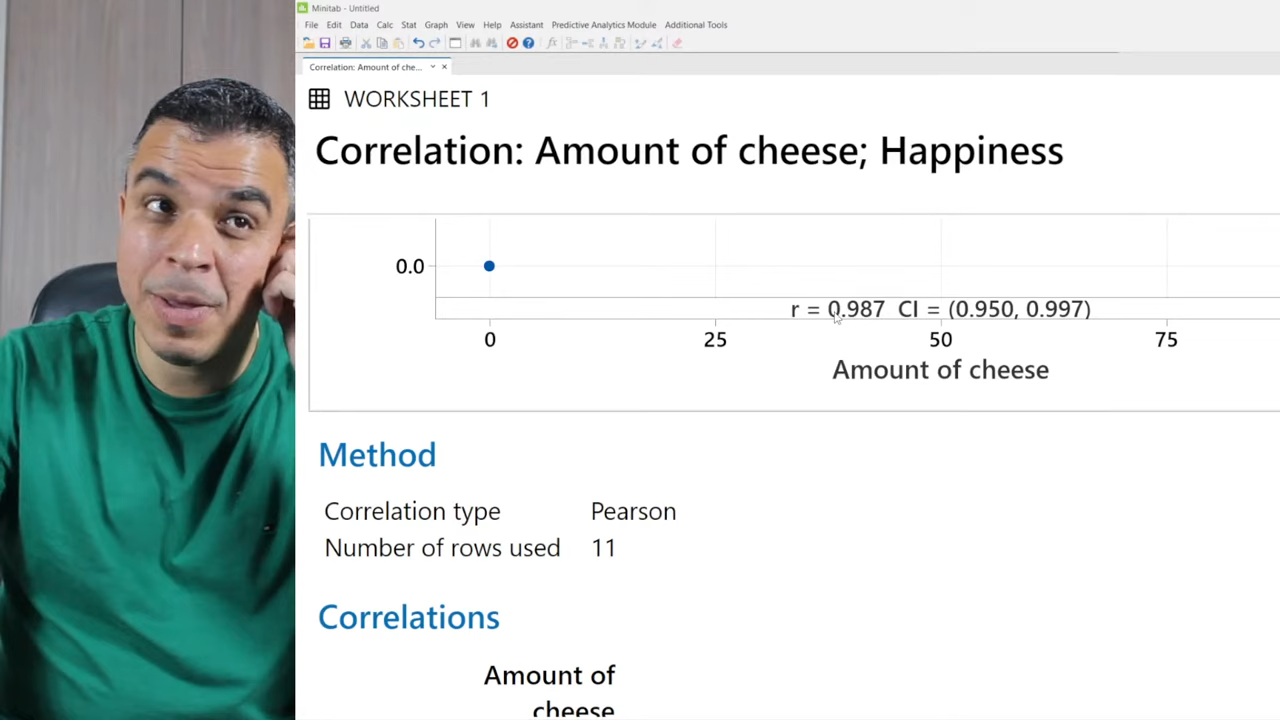 Minitab - Untitled
File Edit Data Calc Stat Graph View Help Assistant Predictive Analytics Module Additional Tools
Correlation: Amount of che...
WORKSHEET 1
Correlation: Amount of cheese; Happiness
0.0
r = 0.987 CI = (0.950, 0.997)
0 25 50 75
Amount of cheese
Method
Correlation type Pearson
Number of rows used 11
Correlations
Amount of
cheese